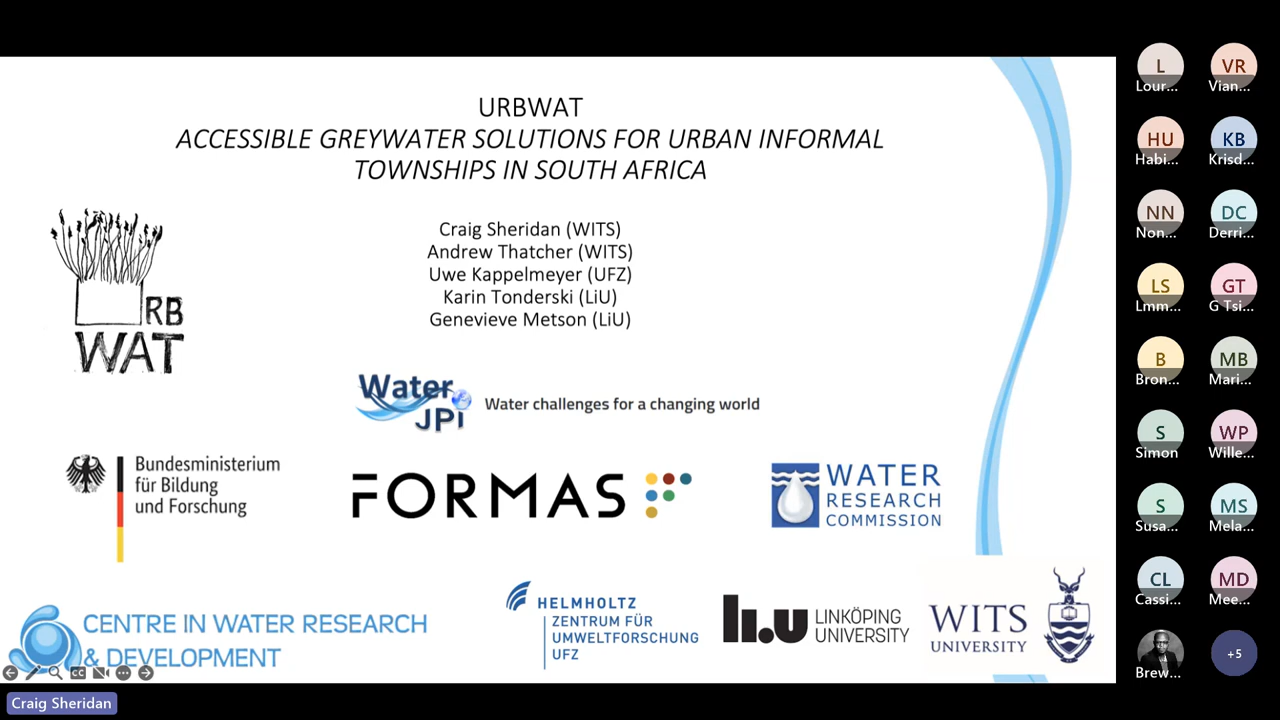 URBWAT
ACCESSIBLE GREYWATER SOLUTIONS FOR URBAN INFORMAL
TOWNSHIPS IN SOUTH AFRICA
Craig Sheridan (WITS)
Andrew Thatcher (WITS)
Uwe Kappelmeyer (UFZ)
Karin Tonderski (LiU)
Genevieve Metson (LiU)
RB
WAT
Water
JPI
Water challenges for a changing world
Bundesministerium
für Bildung
und Forschung
FORMAS
WATER
RESEARCH
COMMISSION
CENTRE IN WATER RESEARCH
& DEVELOPMENT
HELMHOLTZ
ZENTRUM FÜR
UMWELTFORSCHUNG
UFZ
li.u LINKÖPING
UNIVERSITY
WITS
UNIVERSITY
CC
Craig Sheridan
L VR
Lour... Vian...
HU KB
Habi... Krisd...
NN DC
Non... Derri...
LS GT
Lmm... G Tsi...
B MB
Bron... Mari...
S WP
Simon Wille...
S MS
Susa... Mela...
CL MD
Cassi... Mee...
Brew... +5